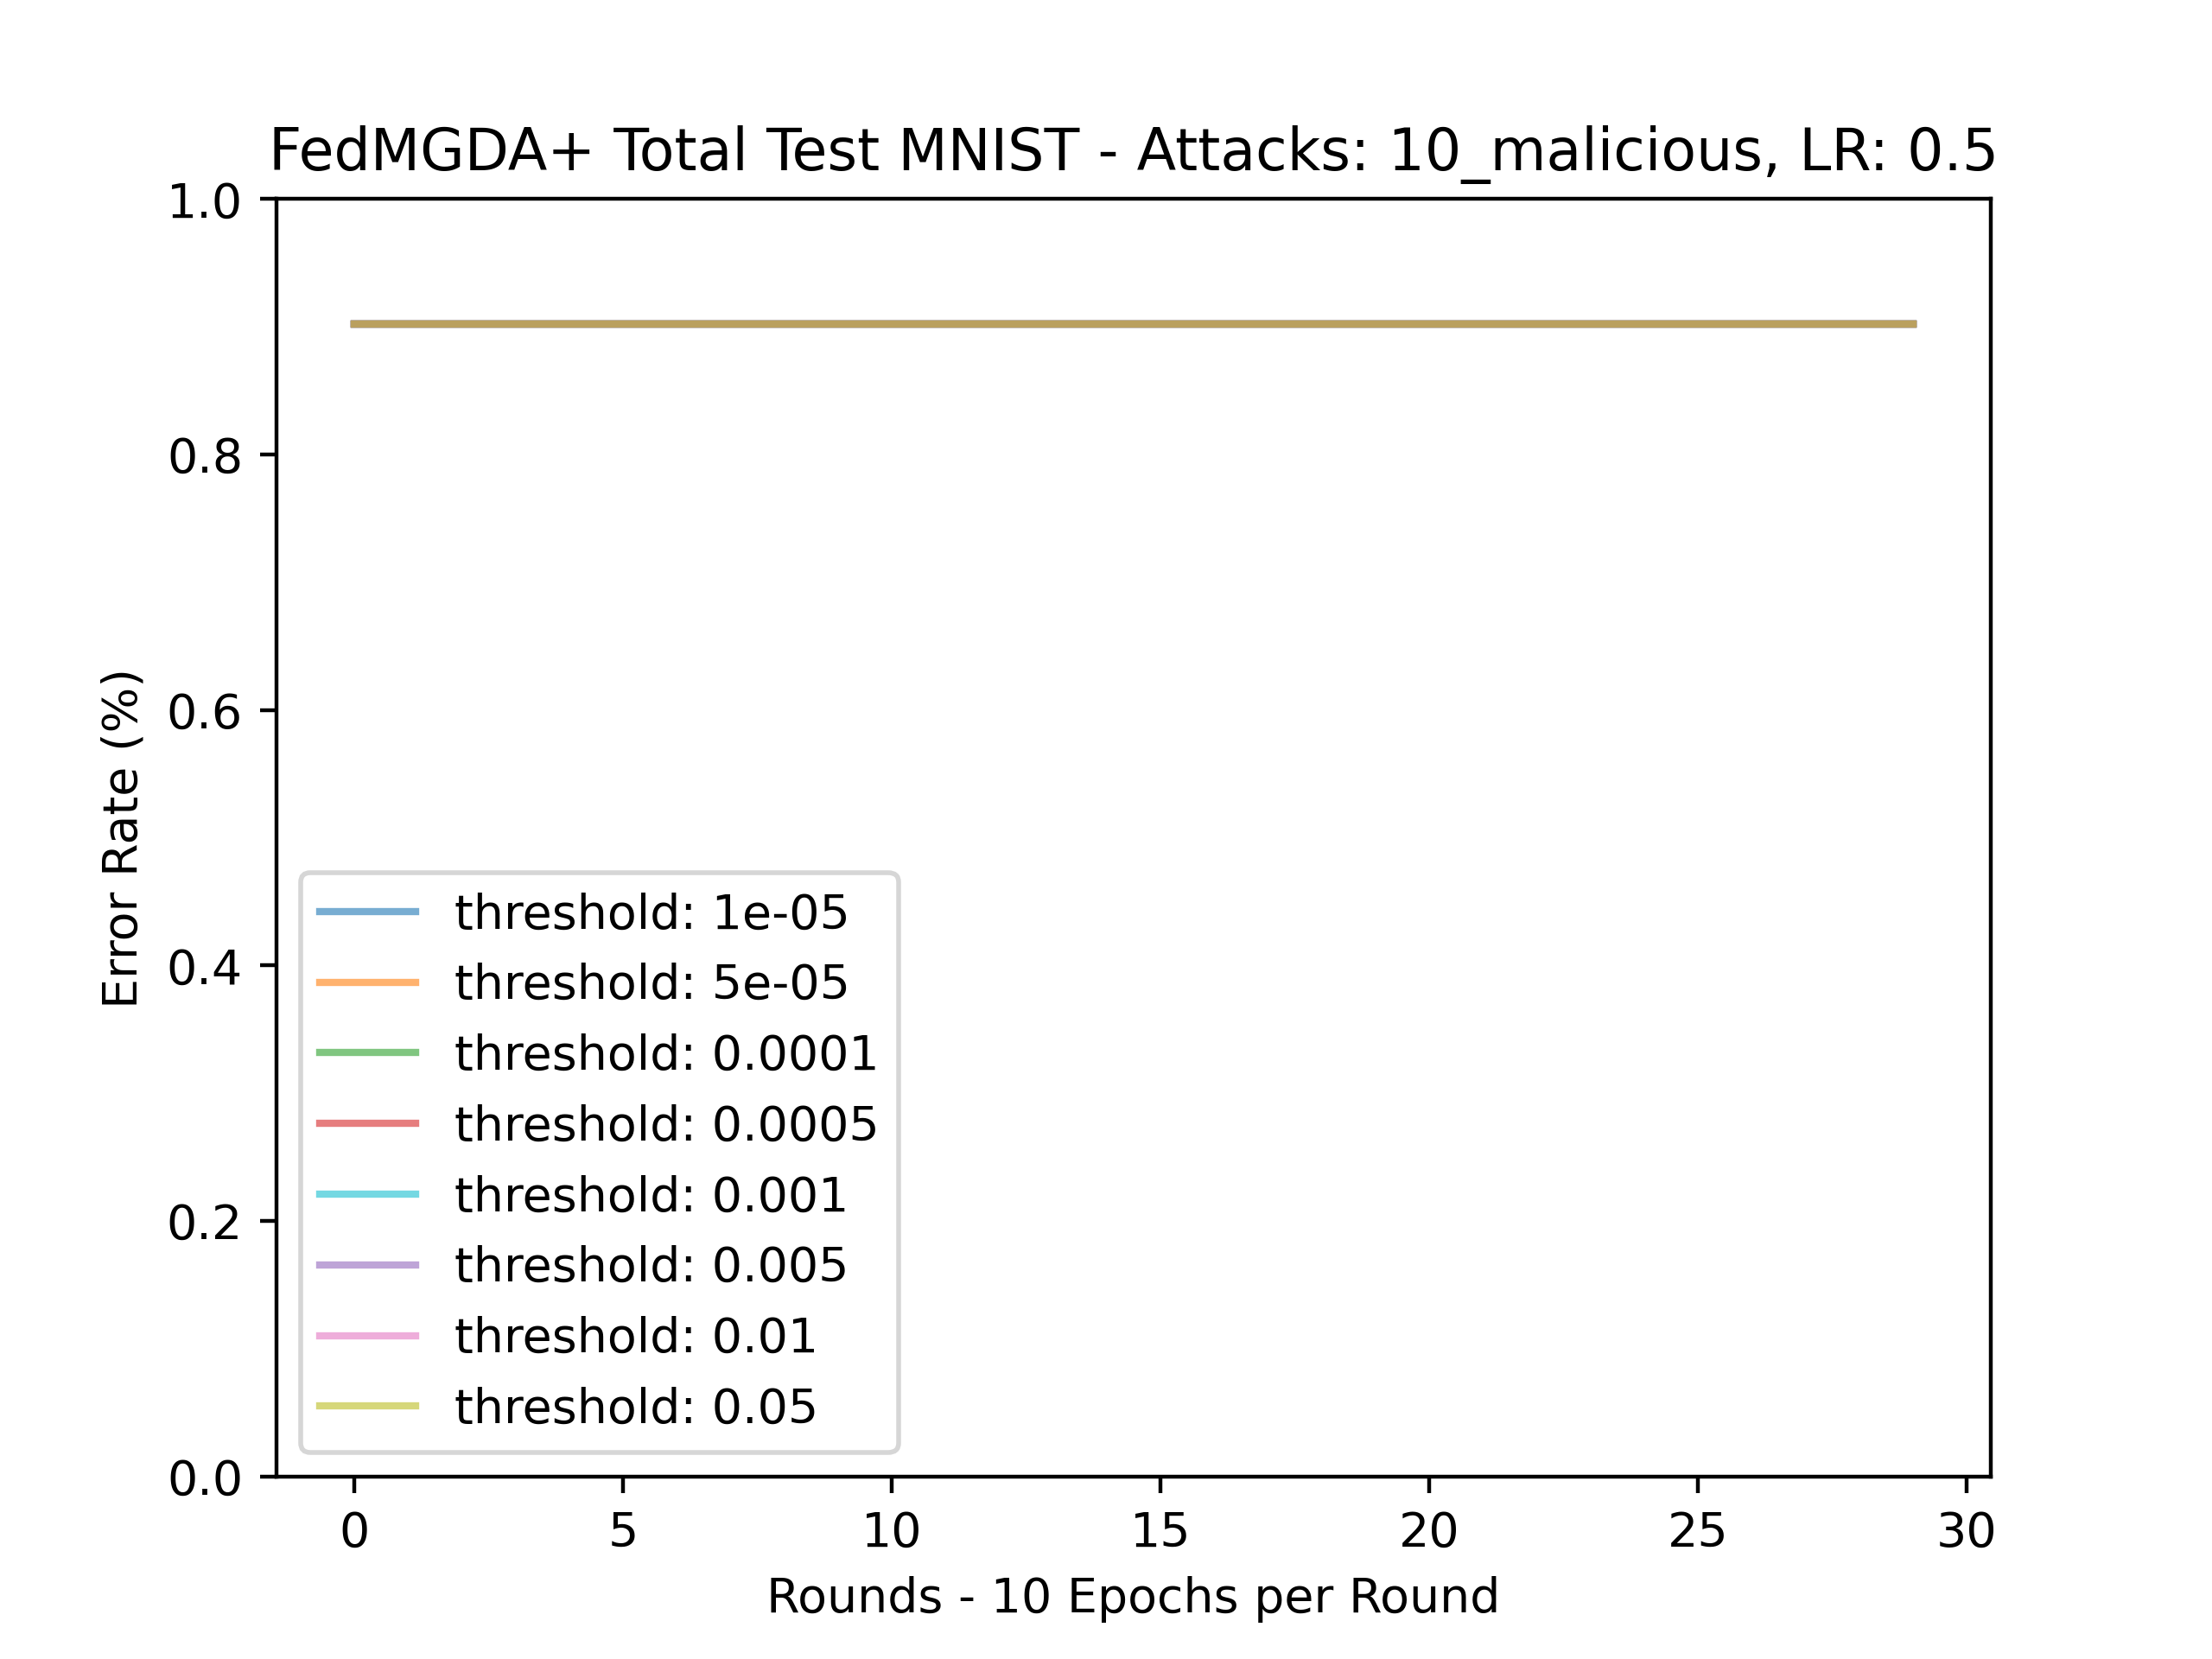 FedMGDA+ Total Test MNIST - Attacks: 10_malicious, LR: 0.5
1.0
0.8
0.6
0.4
0.2
0.0
Error Rate (%)
threshold: 1e-05
threshold: 5e-05
threshold: 0.0001
threshold: 0.0005
threshold: 0.001
threshold: 0.005
threshold: 0.01
threshold: 0.05
0 5 10 15 20 25 30
Rounds - 10 Epochs per Round